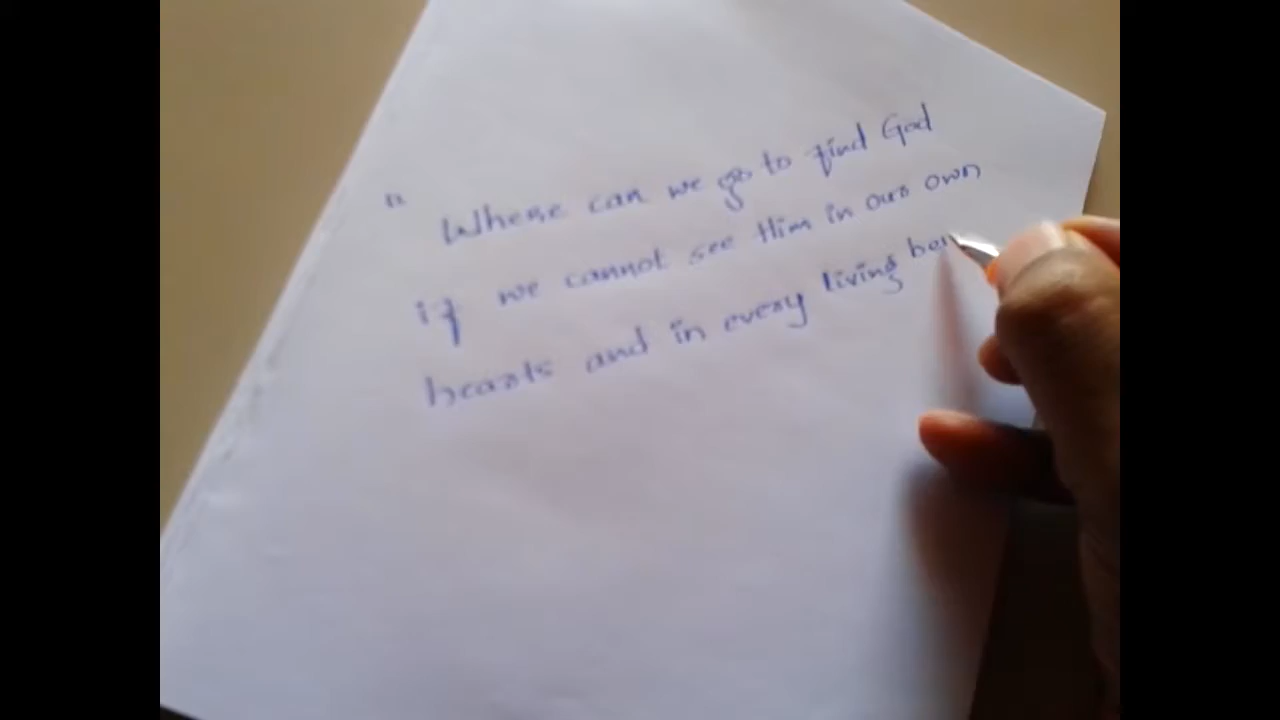 " Where can we go to find God
if we cannot see Him in our own
hearts and in every living bei